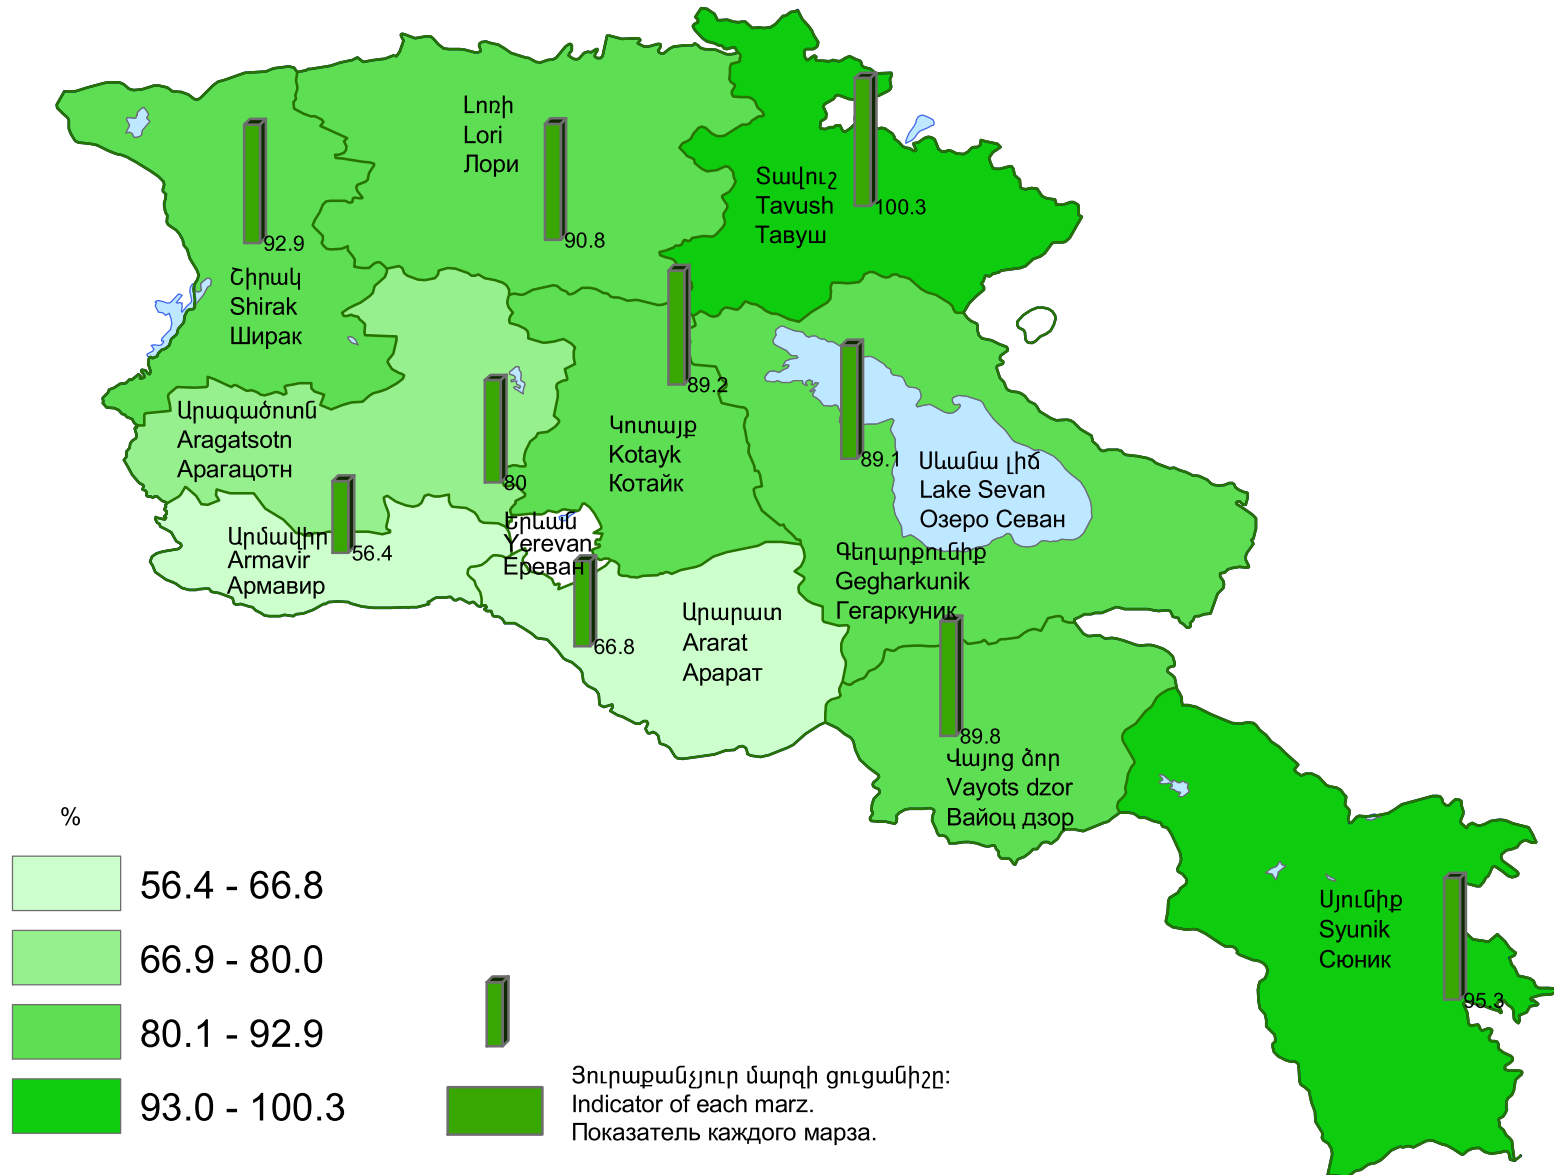 Լոռի
Lori
Лори
Տավուշ
Tavush
Тавуш
100.3
92.9
90.8
Շիրակ
Shirak
Ширак
89.2
Արագածոտն
Aragatsotn
Арагацотн
80
Կոտայք
Kotayk
Котайк
89.1
Սևանա լիճ
Lake Sevan
Озеро Севан
Արմավիր
Armavir
Армавир
56.4
Երևան
Yerevan
Ереван
66.8
Արարատ
Ararat
Арарат
Գեղարքունիք
Gegharkunik
Гегаркуник
89.8
Վայոց ձոր
Vayots dzor
Вайоц дзор
Սյունիք
Syunik
Сюник
95.3
%
56.4 - 66.8
66.9 - 80.0
80.1 - 92.9
93.0 - 100.3
Յուրաքանչյուր մարզի ցուցանիշը:
Indicator of each marz.
Показатель каждого марза.